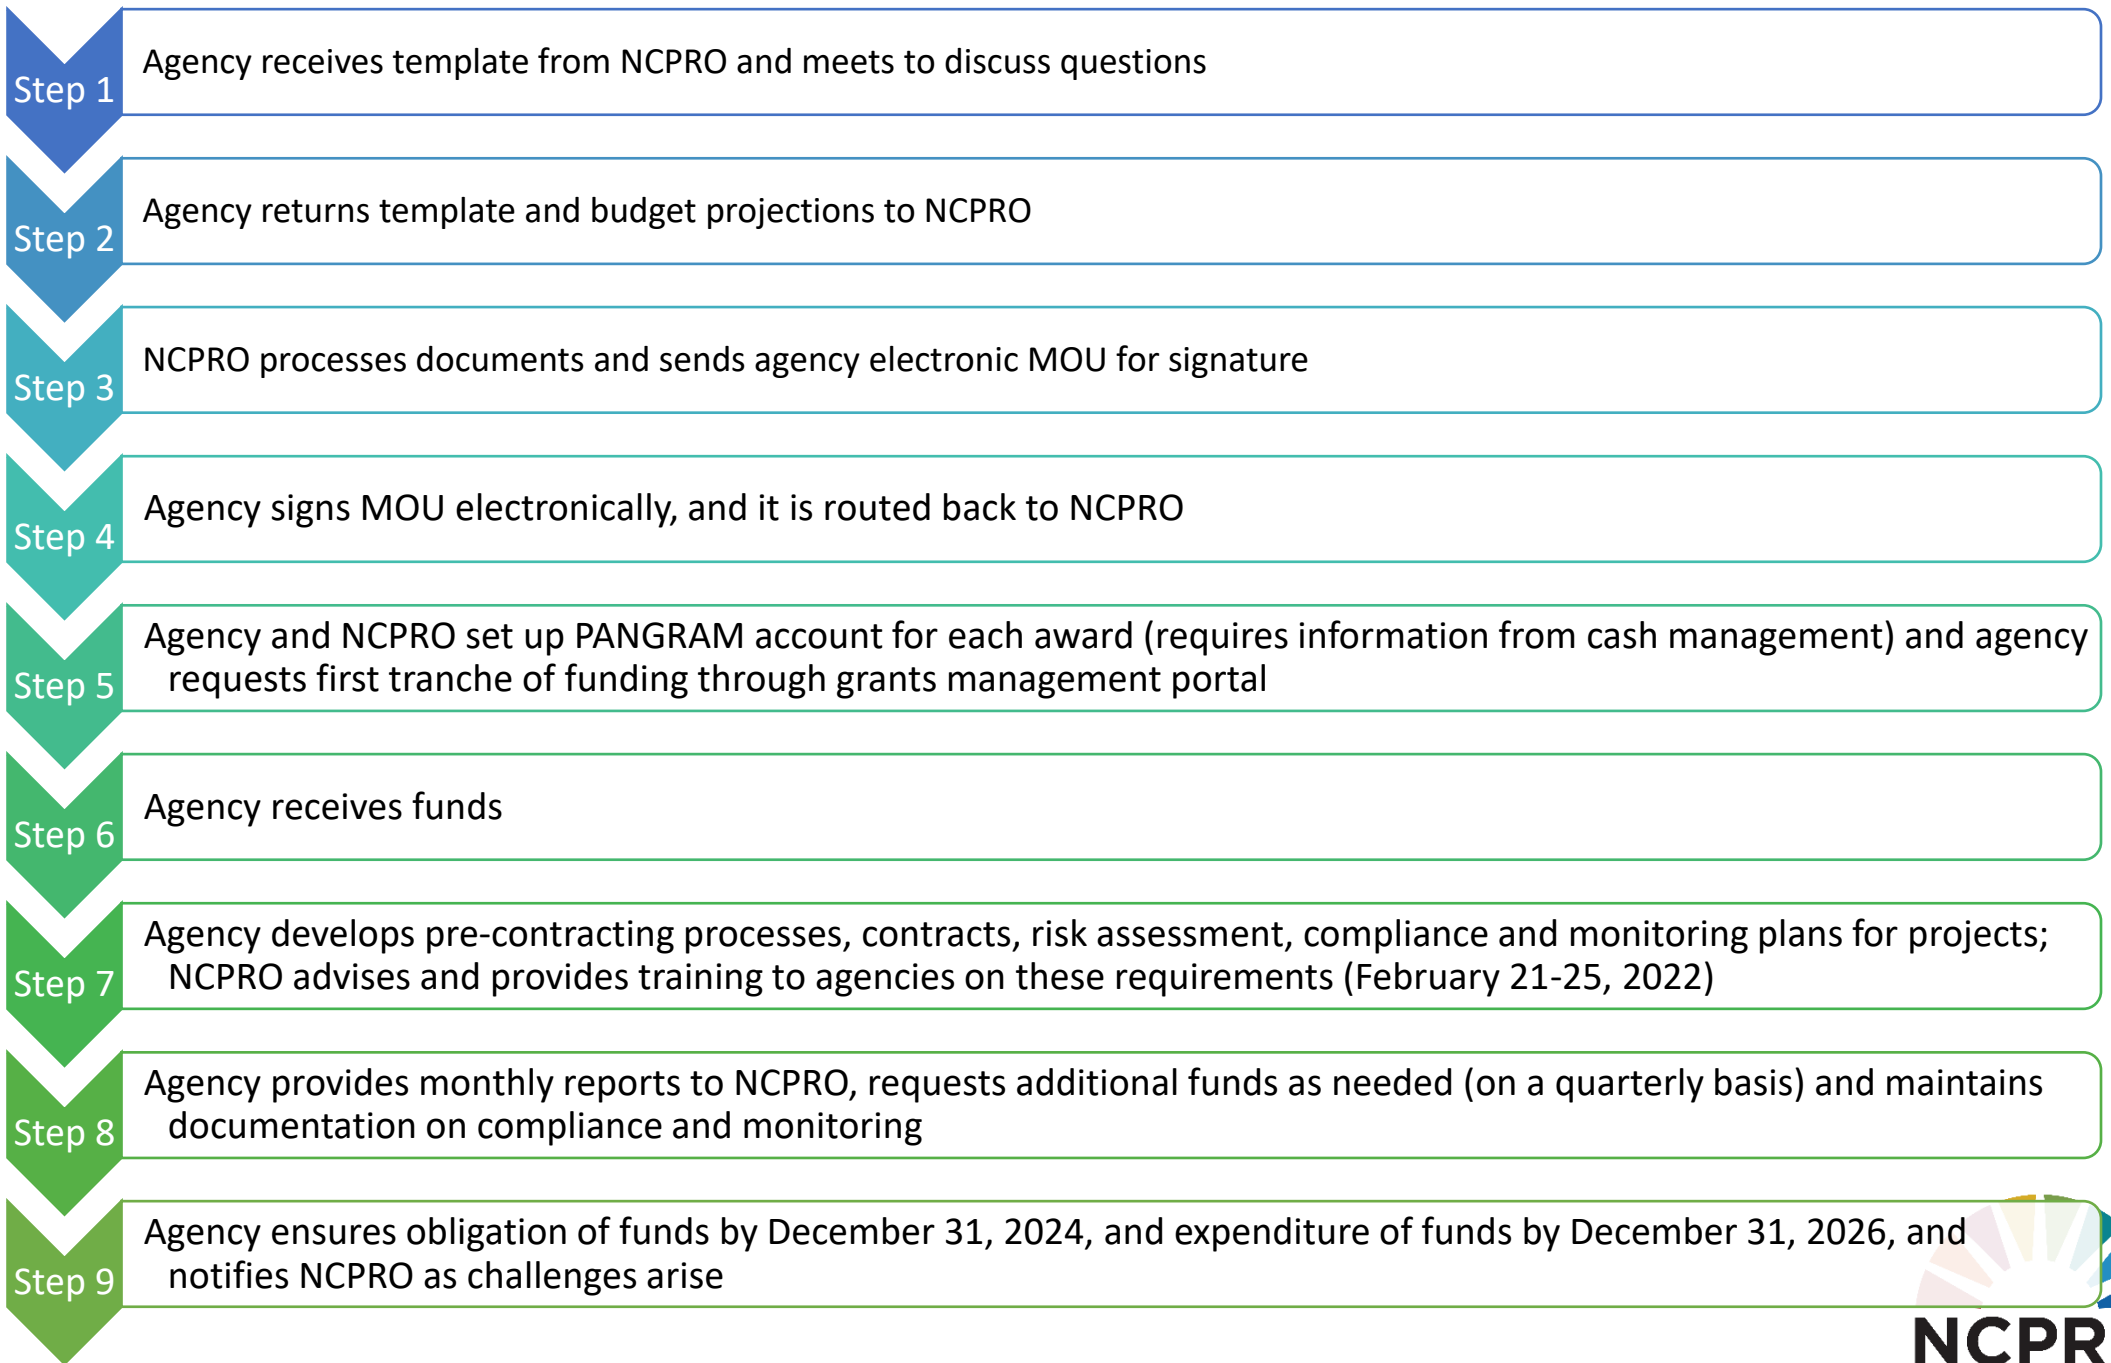 Step 1
Agency receives template from NCPRO and meets to discuss questions
Step 2
Agency returns template and budget projections to NCPRO
Step 3
NCPRO processes documents and sends agency electronic MOU for signature
Step 4
Agency signs MOU electronically, and it is routed back to NCPRO
Step 5
Agency and NCPRO set up PANGRAM account for each award (requires information from cash management) and agency
requests first tranche of funding through grants management portal
Step 6
Agency receives funds
Step 7
Agency develops pre-contracting processes, contracts, risk assessment, compliance and monitoring plans for projects;
NCPRO advises and provides training to agencies on these requirements (February 21-25, 2022)
Step 8
Agency provides monthly reports to NCPRO, requests additional funds as needed (on a quarterly basis) and maintains
documentation on compliance and monitoring
Step 9
Agency ensures obligation of funds by December 31, 2024, and expenditure of funds by December 31, 2026, and
notifies NCPRO as challenges arise
NCPR